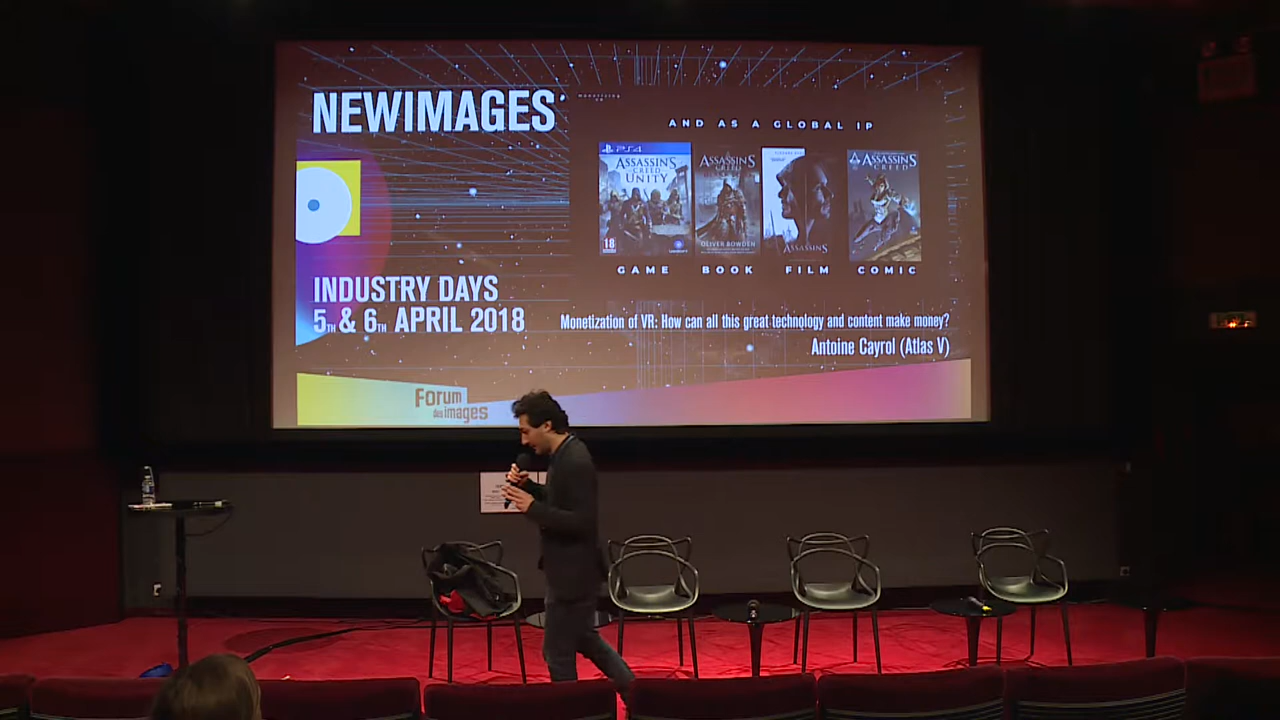 NEWIMAGES
AND AS A GLOBAL IP
PS4
ASSASSIN'S
CREED
UNITY
18
ASSASSIN'S
CREED
OLIVER BOWDEN
ASSASSIN'S
ASSASSIN'S
CREED
GAME BOOK FILM COMIC
INDUSTRY DAYS
5TH & 6TH APRIL 2018
Monetization of VR: How can all this great technology and content make money?
Antoine Cayrol (Atlas V)
Forum
des images